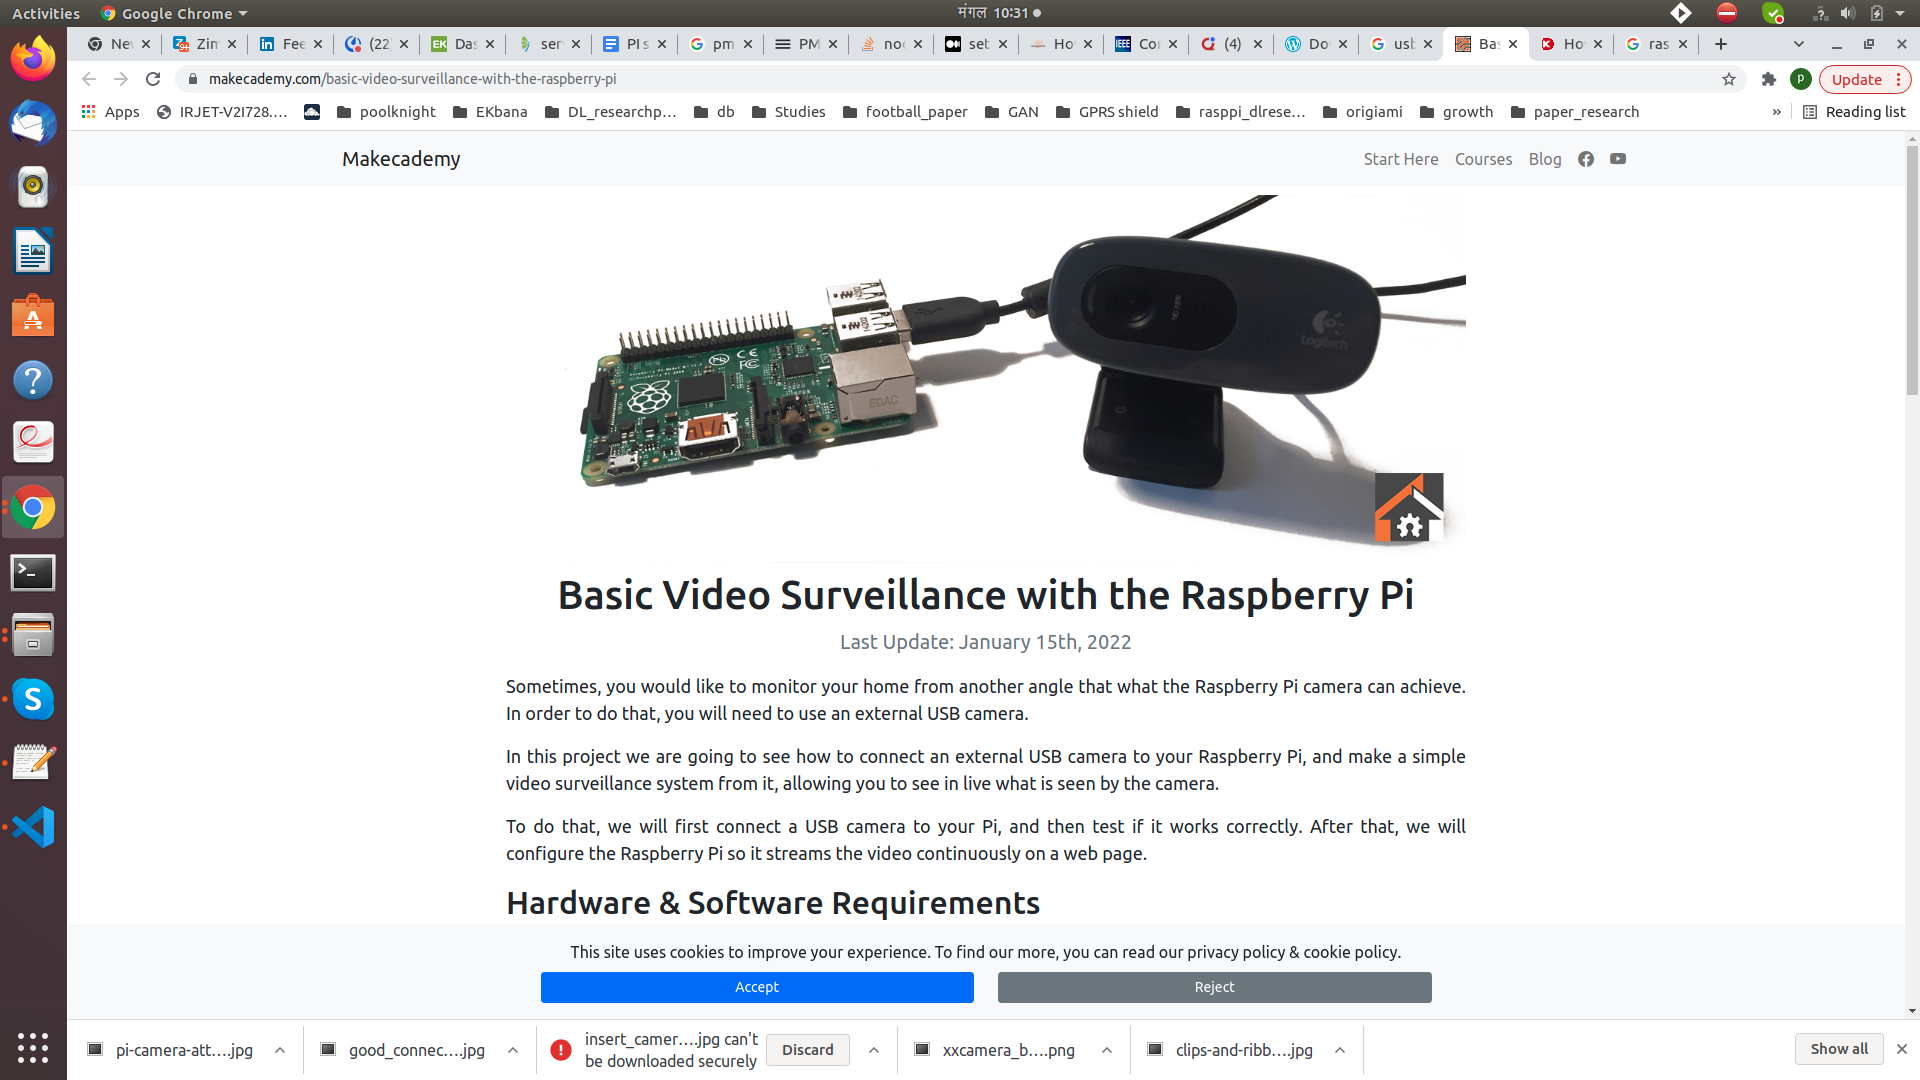 Activities
Google Chrome
मंगल 10:31
Nev
Zim
Fee
(22)
Das
ser
PI s
pm
PM
noc
set
Ho
Cor
(4)
Do
usb
Bas
Ho
ras
makecademy.com/basic-video-surveillance-with-the-raspberry-pi
P
Update
Apps
IRJET-V2I728....
poolknight
EKbana
DL_researchp...
db
Studies
football_paper
GAN
GPRS shield
rasppi_dlrese...
origiami
growth
paper_research
»
Reading list
Makecademy
Start Here
Courses
Blog
Logitech
EDAC
Basic Video Surveillance with the Raspberry Pi
Last Update: January 15th, 2022
Sometimes, you would like to monitor your home from another angle that what the Raspberry Pi camera can achieve.
In order to do that, you will need to use an external USB camera.
In this project we are going to see how to connect an external USB camera to your Raspberry Pi, and make a simple
video surveillance system from it, allowing you to see in live what is seen by the camera.
To do that, we will first connect a USB camera to your Pi, and then test if it works correctly. After that, we will
configure the Raspberry Pi so it streams the video continuously on a web page.
Hardware & Software Requirements
This site uses cookies to improve your experience. To find our more, you can read our privacy policy & cookie policy.
Accept
Reject
pi-camera-att....jpg
good_connec....jpg
insert_camer....jpg can't
be downloaded securely
Discard
xxcamera_b....png
clips-and-ribb....jpg
Show all